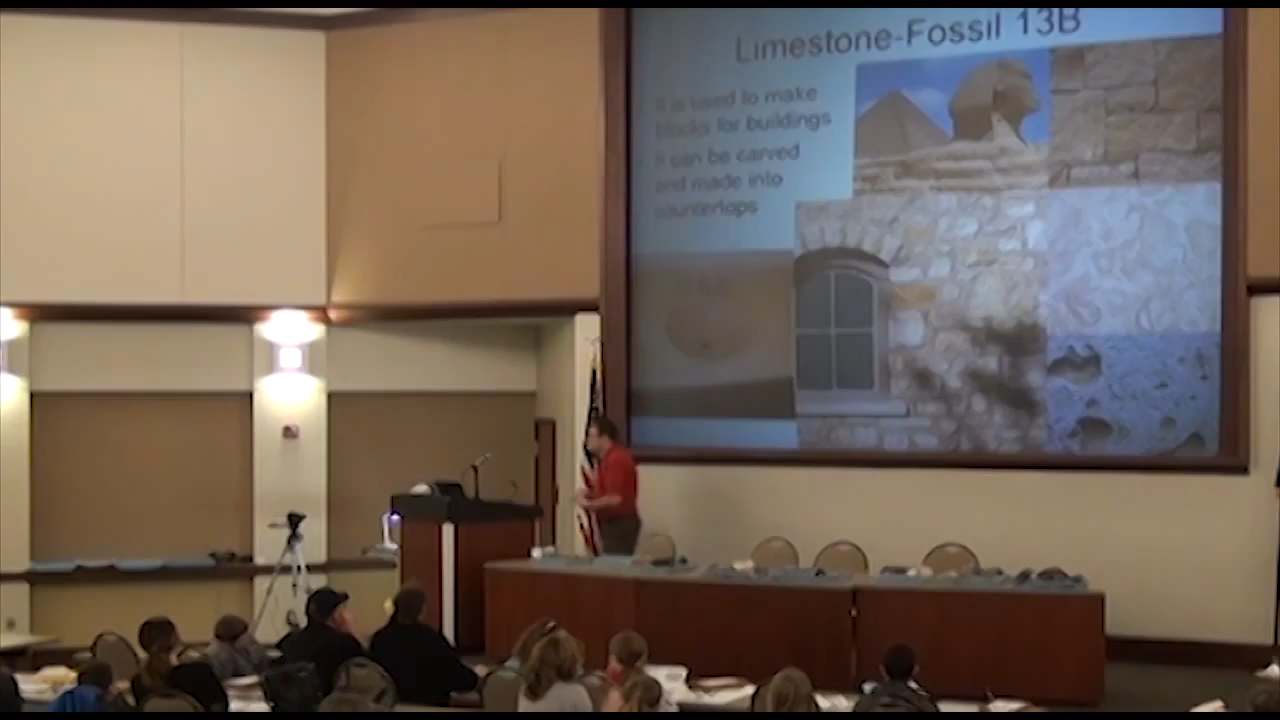 Limestone-Fossil 13B
It is used to make
blocks for buildings
It can be carved
and made into
countertops